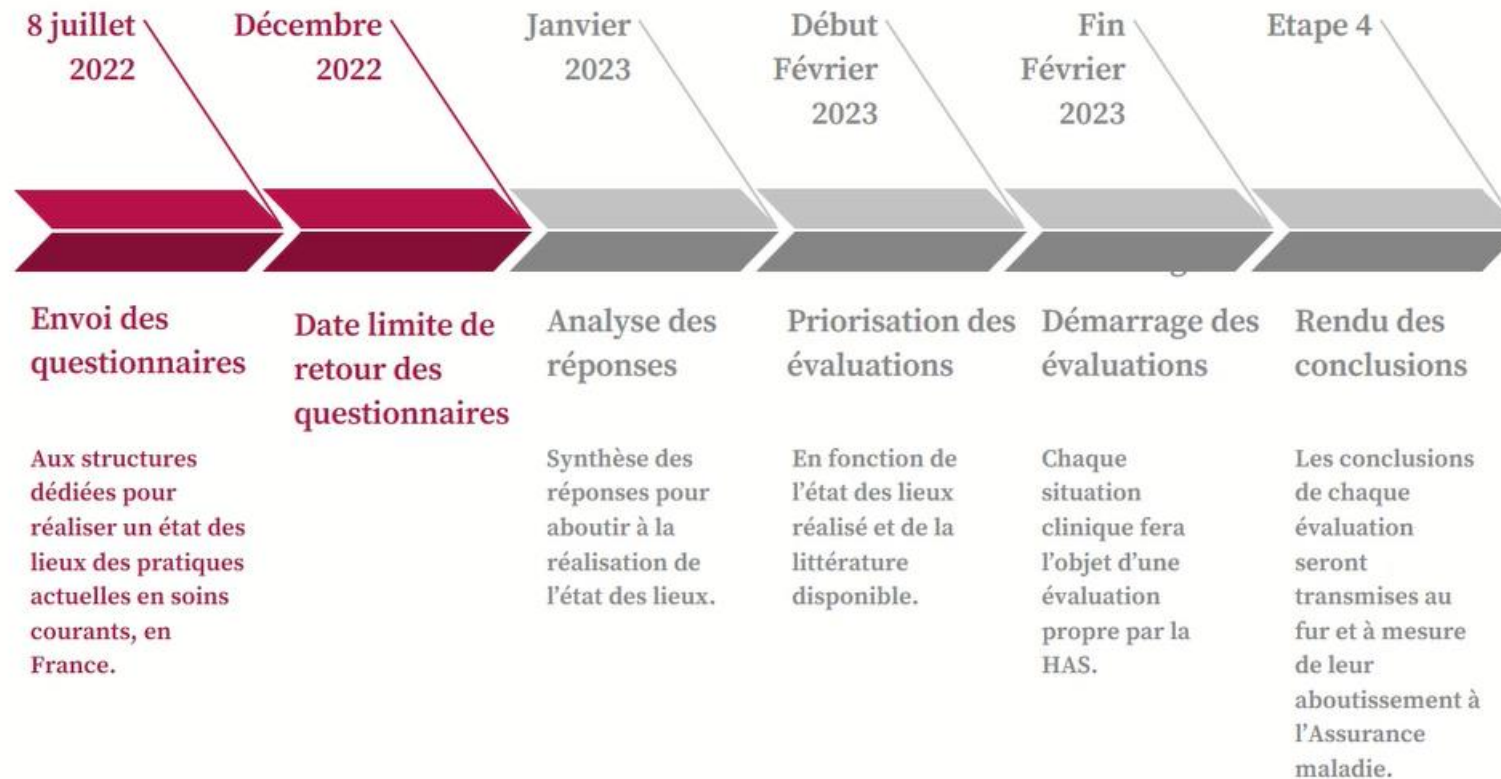 8 juillet
2022
Décembre
2022
Janvier
2023
Début
Février
2023
Fin
Février
2023
Etape 4
Envoi des
questionnaires
Date limite de
retour des
questionnaires
Analyse des
réponses
Priorisation des
évaluations
Démarrage des
évaluations
Rendu des
conclusions
Aux structures
dédiées pour
réaliser un état des
lieux des pratiques
actuelles en soins
courants, en
France.
Synthèse des
réponses pour
aboutir à la
réalisation de
l’état des lieux.
En fonction de
l’état des lieux
réalisé et de la
littérature
disponible.
Chaque
situation
clinique fera
l’objet d’une
évaluation
propre par la
HAS.
Les conclusions
de chaque
évaluation
seront
transmises au
fur et à mesure
de leur
aboutissement à
l’Assurance
maladie.